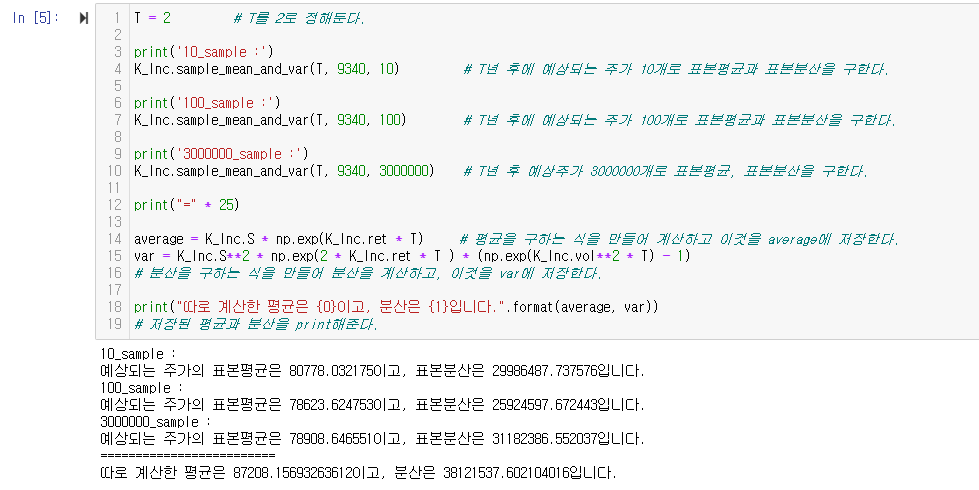 In [5]:
1 T = 2 # T를 2로 정해둔다.
2
3 print('10_sample :')
4 K_Inc.sample_mean_and_var(T, 9340, 10) # T년 후에 예상되는 주가 10개로 표본평균과 표본분산을 구한다.
5
6 print('100_sample :')
7 K_Inc.sample_mean_and_var(T, 9340, 100) # T년 후에 예상되는 주가 100개로 표본평균과 표본분산을 구한다.
8
9 print('3000000_sample :')
10 K_Inc.sample_mean_and_var(T, 9340, 3000000) # T년 후 예상주가 3000000개로 표본평균, 표본분산을 구한다.
11
12 print("=" * 25)
13
14 average = K_Inc.S * np.exp(K_Inc.ret * T) # 평균을 구하는 식을 만들어 계산하고 이것을 average에 저장한다.
15 var = K_Inc.S**2 * np.exp(2 * K_Inc.ret * T ) * (np.exp(K_Inc.vol**2 * T) - 1)
16 # 분산을 구하는 식을 만들어 분산을 계산하고, 이것을 var에 저장한다.
17
18 print("따로 계산한 평균은 {0}이고, 분산은 {1}입니다.".format(average, var))
19 # 저장된 평균과 분산을 print해준다.
10_sample :
예상되는 주가의 표본평균은 80778.032175이고, 표본분산은 29986487.737576입니다.
100_sample :
예상되는 주가의 표본평균은 78623.624753이고, 표본분산은 25924597.672443입니다.
3000000_sample :
예상되는 주가의 표본평균은 78908.646551이고, 표본분산은 31182386.552037입니다.
=========================
따로 계산한 평균은 87208.15693263612이고, 분산은 38121537.602104016입니다.